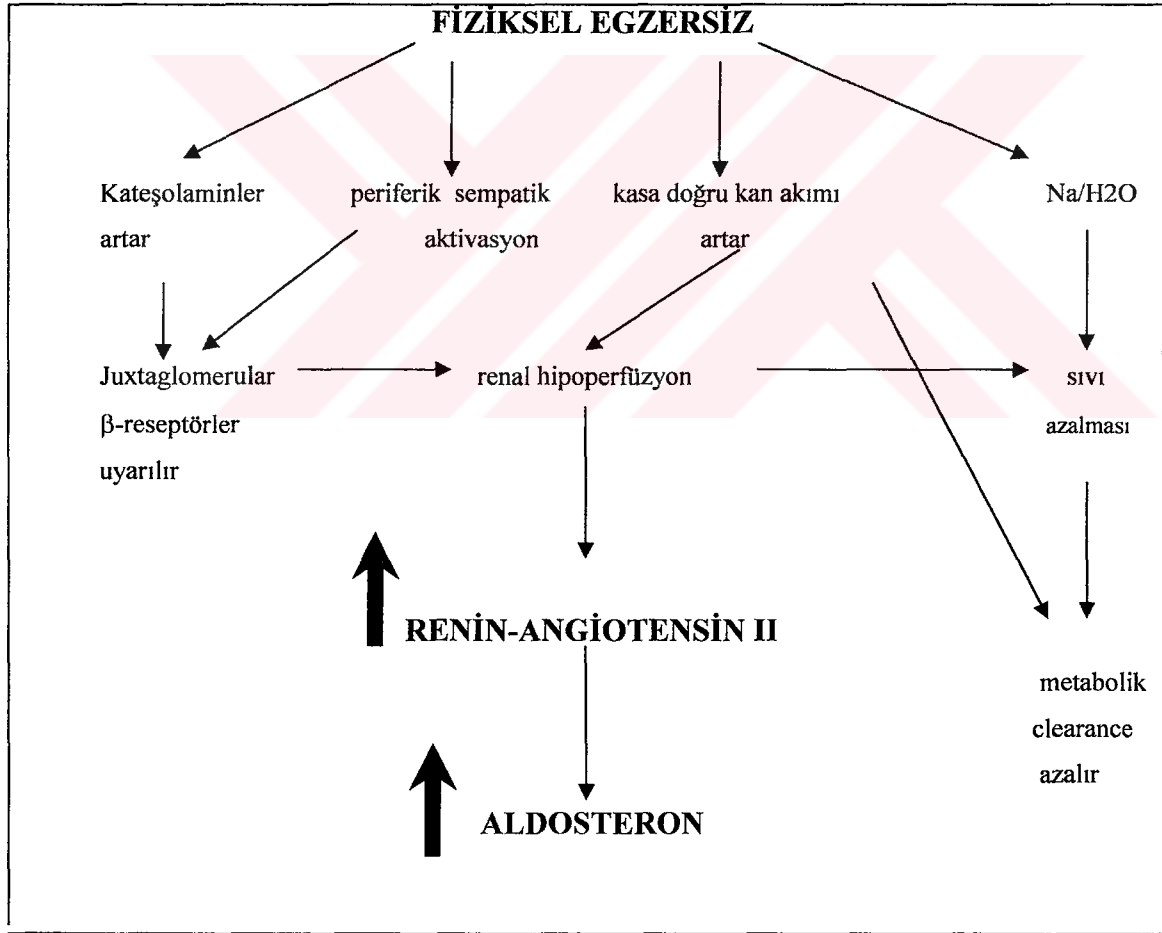 FİZİKSEL EGZERSİZ
Kateşolaminler
artar
periferik sempatik
aktivasyon
kasa doğru kan akımı
artar
Na/H2O
Juxtaglomerular
β-reseptörler
uyarılır
renal hipoperfüzyon
sıvı
azalması
RENİN-ANGİOTENSİN II
metabolik
clearance
azalır
ALDOSTERON